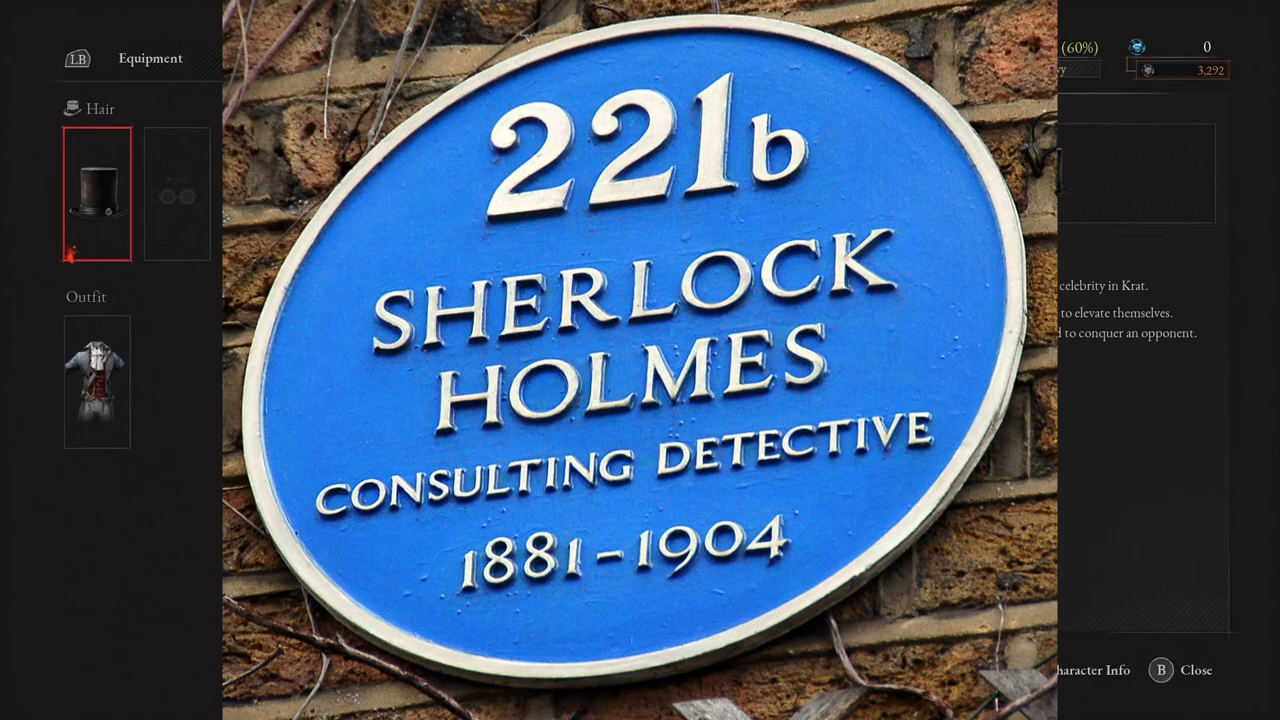 LB Equipment
Hair
Outfit
221b
SHERLOCK
HOLMES
CONSULTING DETECTIVE
1881-1904
(60%) 0
3,292
celebrity in Krat.
to elevate themselves.
to conquer an opponent.
Info B Close